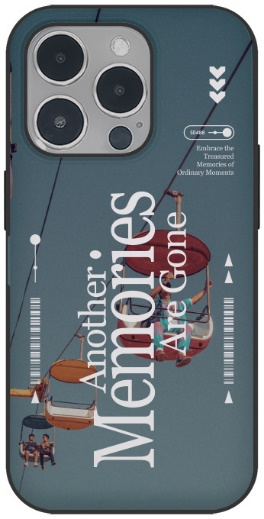 Embrace the
Treasured
Memories of
Ordinary Moments
Another
Memories
Are Gone